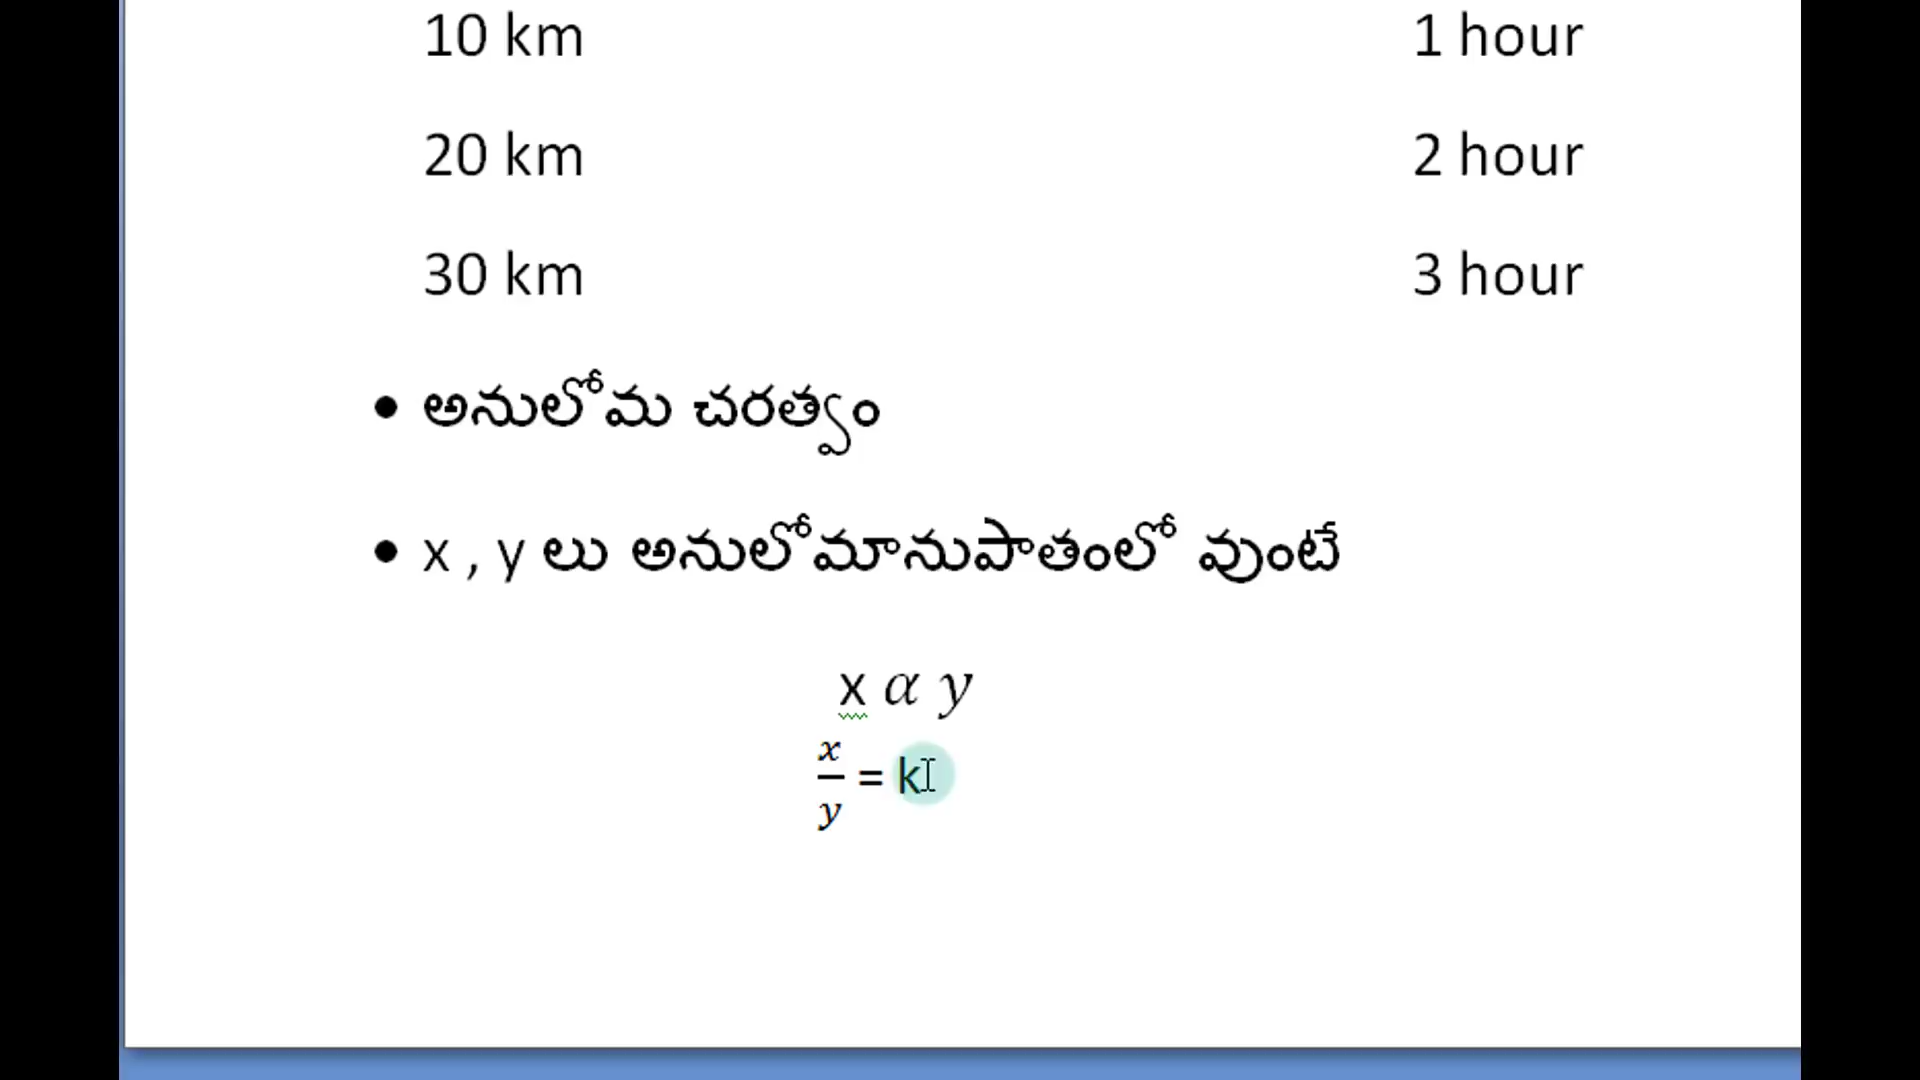 10 km 1 hour
20 km 2 hour
30 km 3 hour
• అనులోమ చరత్వం
• x , y లు అనులోమానుపాతంలో వుంటే
x α y
x/y = k